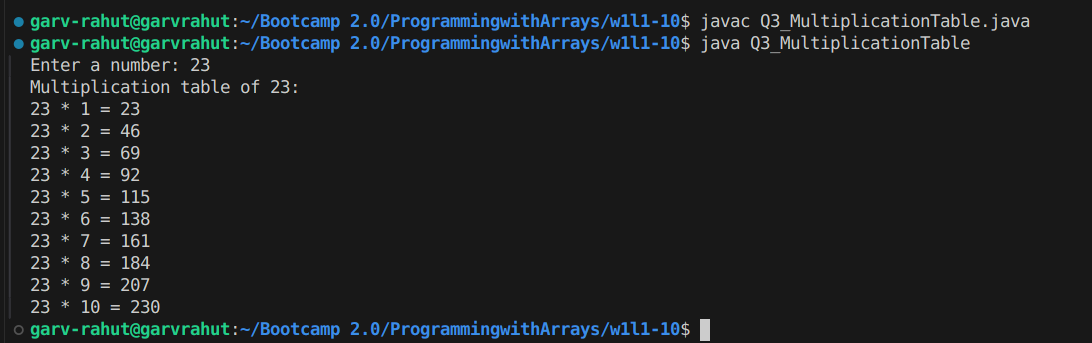 garv-rahut@garvrahut:~/Bootcamp 2.0/ProgrammingwithArrays/w1l1-10$ javac Q3_MultiplicationTable.java
garv-rahut@garvrahut:~/Bootcamp 2.0/ProgrammingwithArrays/w1l1-10$ java Q3_MultiplicationTable
Enter a number: 23
Multiplication table of 23:
23 * 1 = 23
23 * 2 = 46
23 * 3 = 69
23 * 4 = 92
23 * 5 = 115
23 * 6 = 138
23 * 7 = 161
23 * 8 = 184
23 * 9 = 207
23 * 10 = 230
garv-rahut@garvrahut:~/Bootcamp 2.0/ProgrammingwithArrays/w1l1-10$